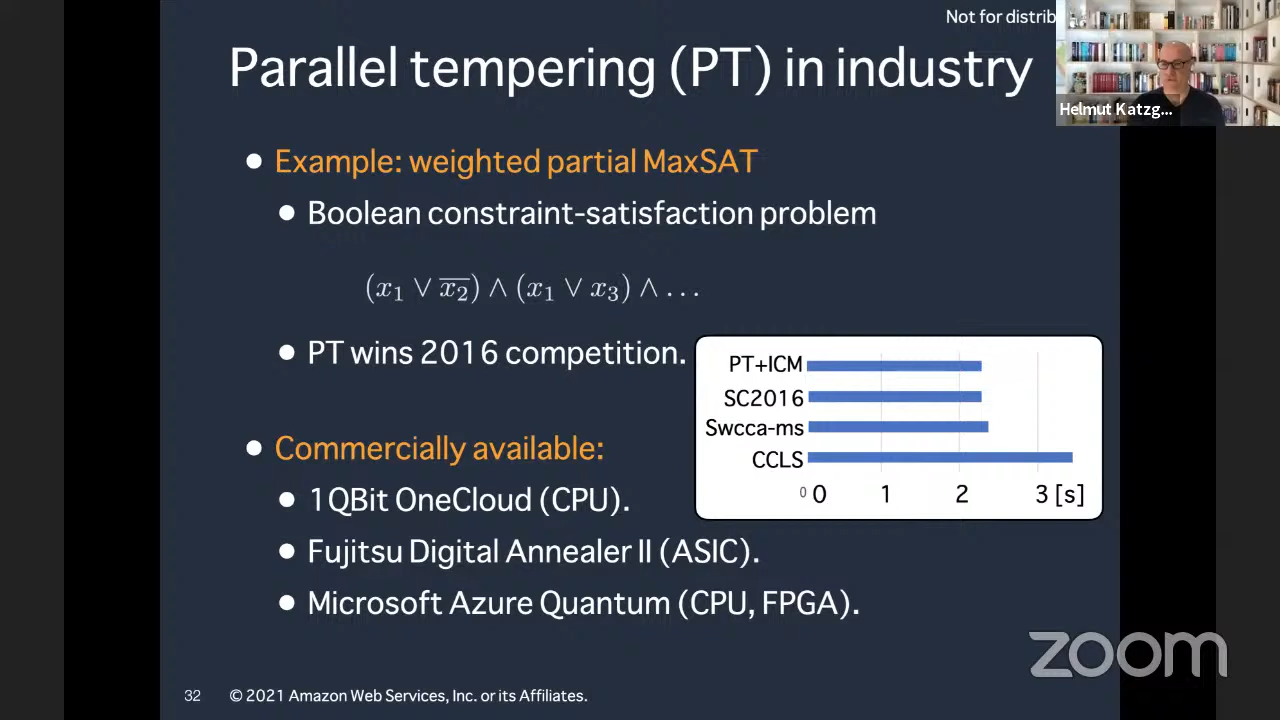 Not for distrib
Parallel tempering (PT) in industry
Helmut Katzg...
• Example: weighted partial MaxSAT
• Boolean constraint-satisfaction problem
(x₁ ∨ x̅₂) ∧ (x₁ ∨ x₃) ∧ …
• PT wins 2016 competition.
PT+ICM
SC2016
Swcca-ms
CCLS
0 0 1 2 3 [s]
• Commercially available:
• 1QBit OneCloud (CPU).
• Fujitsu Digital Annealer II (ASIC).
• Microsoft Azure Quantum (CPU, FPGA).
zoom
32 © 2021 Amazon Web Services, Inc. or its Affiliates.